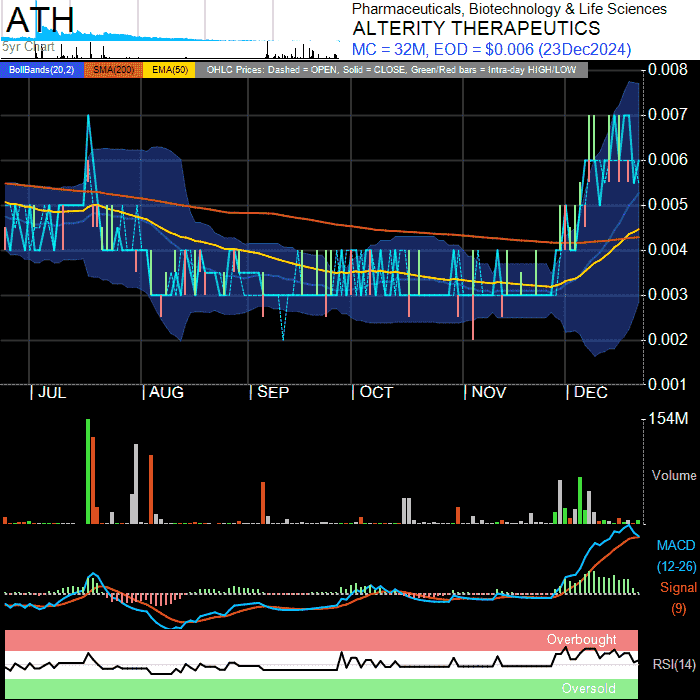 ATH
5yr Chart
Pharmaceuticals, Biotechnology & Life Sciences
ALTERITY THERAPEUTICS
MC = 32M, EOD = $0.006 (23Dec2024)
BollBands(20,2) SMA(200) EMA(50) OHLC Prices: Dashed = OPEN, Solid = CLOSE, Green/Red bars = Intra-day HIGH/LOW
0.008
0.007
0.006
0.005
0.004
0.003
0.002
0.001
JUL AUG SEP OCT NOV DEC
154M
Volume
MACD
(12-26)
Signal
(9)
Overbought
RSI(14)
Oversold